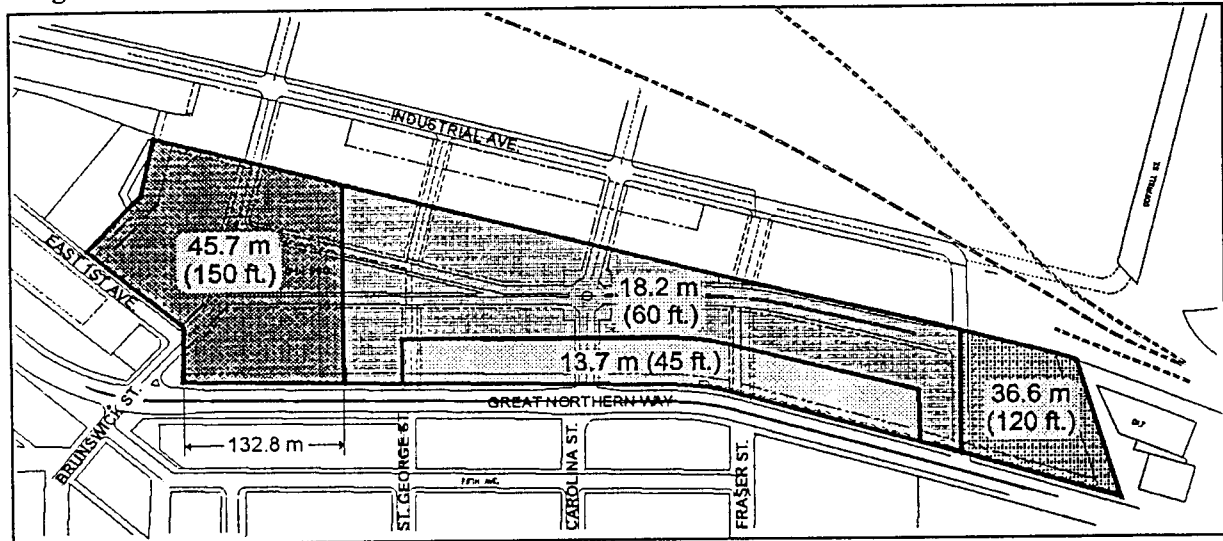 INDUSTRIAL AVE.
45.7 m
(150 ft.)
EAST 1ST AVE.
18.2 m
(60 ft.)
13.7 m (45 ft.)
36.6 m
(120 ft.)
GREAT NORTHERN WAY
132.8 m
BRUNSWICK ST.
ST. GEORGE ST.
CAROLINA ST.
FRASER ST.